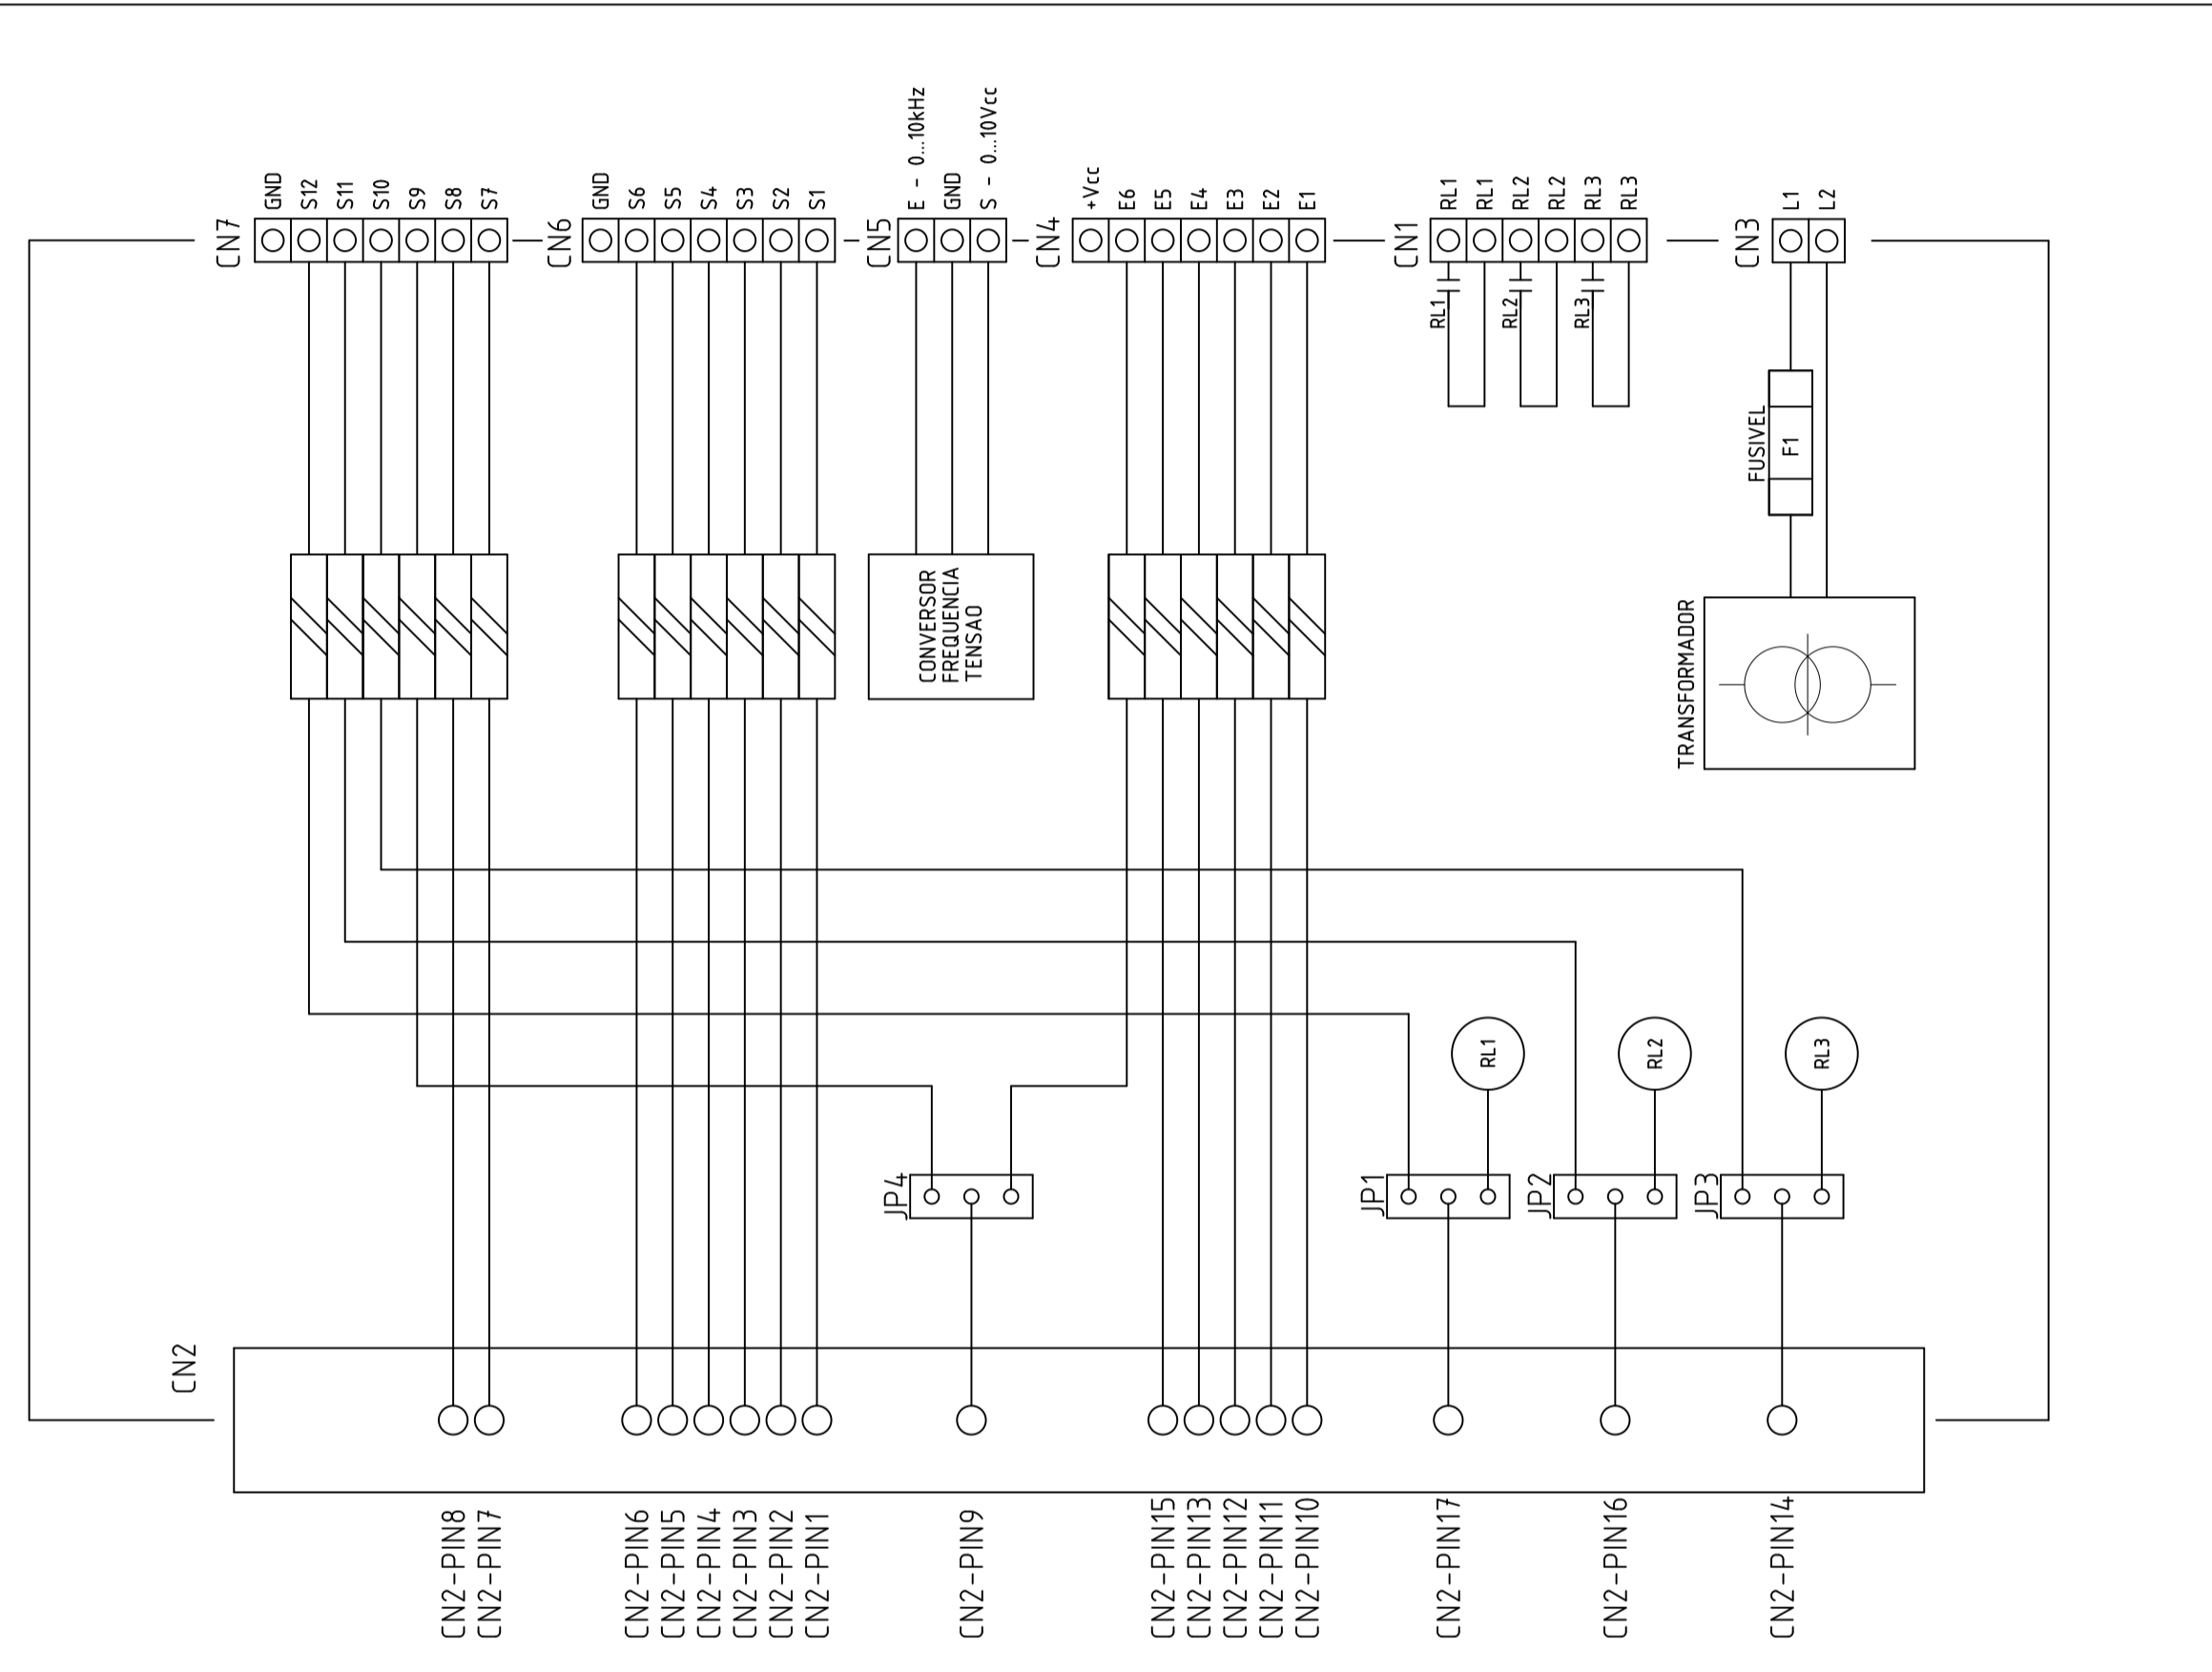 CN7
GND
S12
S11
S10
S9
S8
S7
CN6
GND
S6
S5
S4
S3
S2
S1
CN5
E - 0...10kHz
GND
S - 0...10Vcc
CN4
+Vcc
E6
E5
E4
E3
E2
E1
CN1
RL1
RL1
RL2
RL2
RL3
RL3
CN3
L1
L2
RL1
RL2
RL3
FUSIVEL
F1
CONVERSOR
FREQUENCIA
TENSAO
TRANSFORMADOR
RL1
RL2
RL3
JP4
JP1
JP2
JP3
CN2
CN2-PIN8
CN2-PIN7
CN2-PIN6
CN2-PIN5
CN2-PIN4
CN2-PIN3
CN2-PIN2
CN2-PIN1
CN2-PIN9
CN2-PIN15
CN2-PIN13
CN2-PIN12
CN2-PIN11
CN2-PIN10
CN2-PIN17
CN2-PIN16
CN2-PIN14